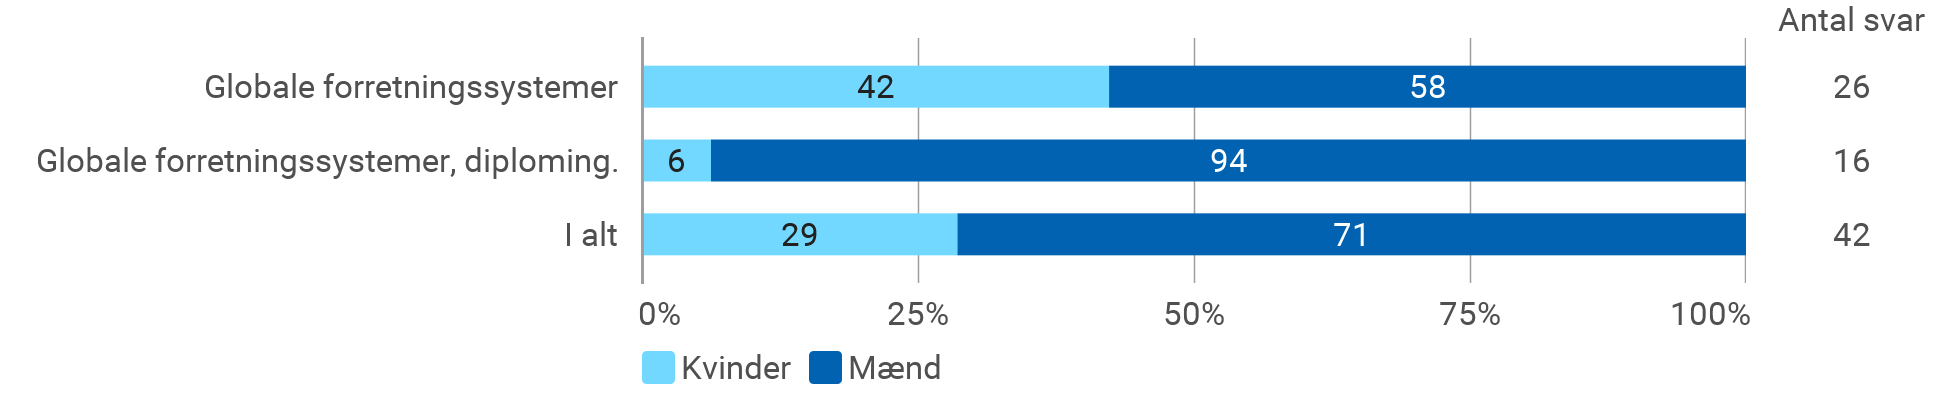 Antal svar
Globale forretningssystemer 42 58 26
Globale forretningssystemer, diploming. 6 94 16
I alt 29 71 42
0% 25% 50% 75% 100%
Kvinder Mænd